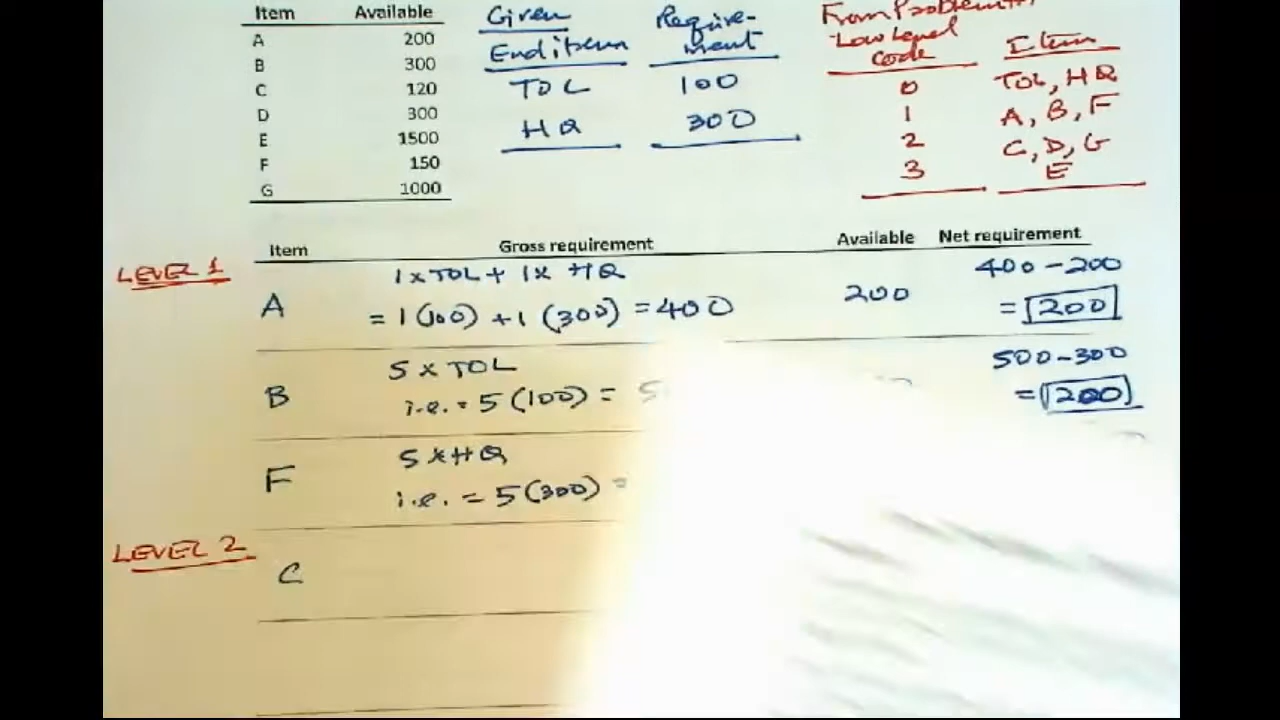 Item Available
A 200
B 300
C 120
D 300
E 1500
F 150
G 1000
Given
End item
Require-
ment
TOL 100
HQ 300
From Problem
Low Level
Code
Item
0 TOL, HQ
1 A, B, F
2 C, D, G
3 E
Item Gross requirement Available Net requirement
LEVEL 1
A
1 x TOL + 1 x HQ
= 1 (100) + 1 (300) = 400
200
400-200
= 200
B
5 x TOL
i.e. = 5 (100) = 5
500-300
= 200
F
5 x HQ
i.e. = 5 (300) =
LEVEL 2
C